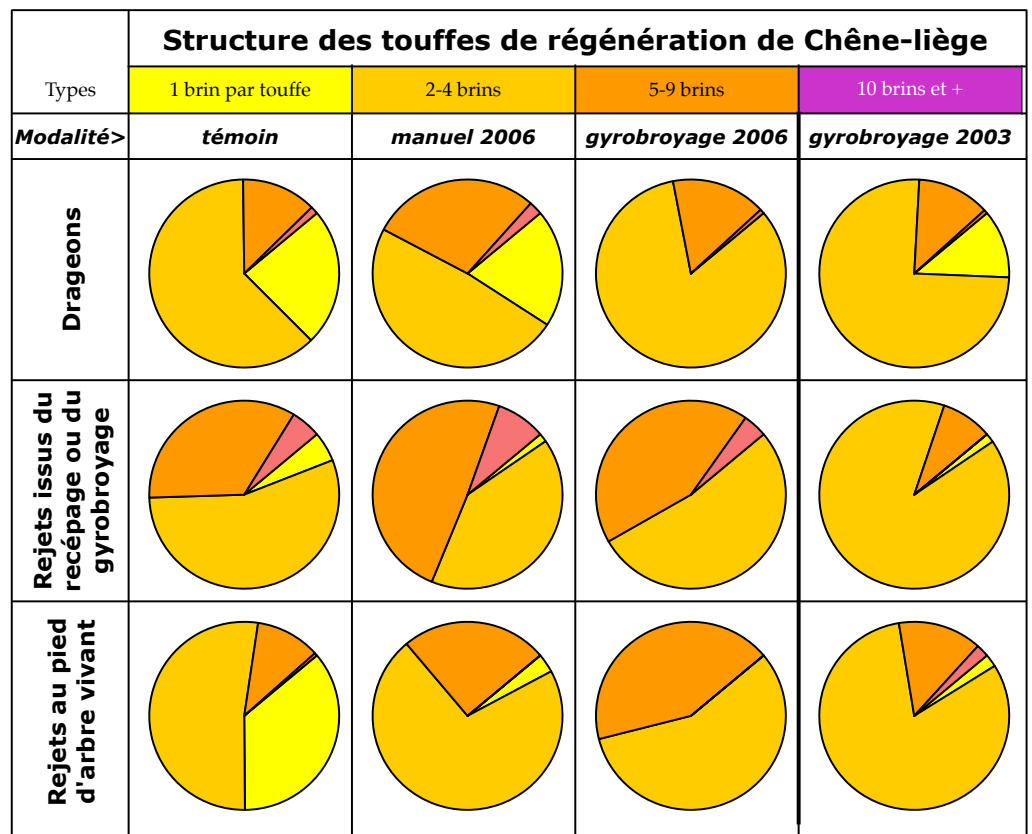 Structure des touffes de régénération de Chêne-liège
Types
1 brin par touffe
2-4 brins
5-9 brins
10 brins et +
Modalité>
témoin
manuel 2006
gyrobroyage 2006
gyrobroyage 2003
Drageons
Rejets issus du
recépage ou du
gyrobroyage
Rejets au pied
d'arbre vivant